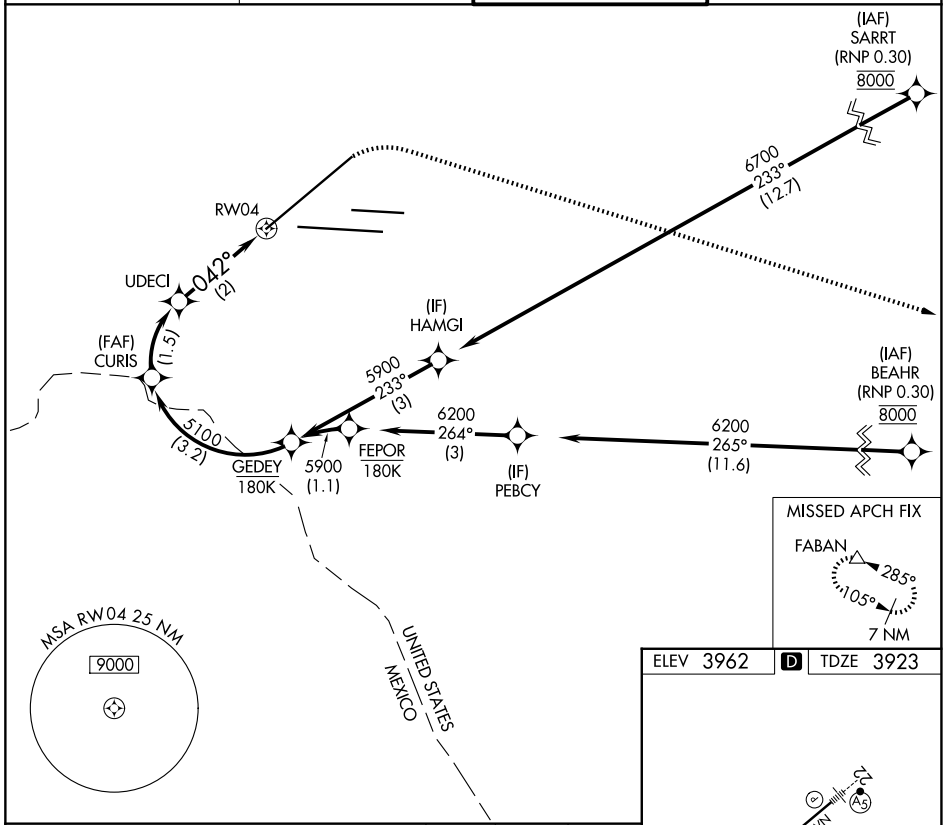 (IAF)
SARRT
(RNP 0.30)
8000
6700
233°
(12.7)
RW04
042°
(2)
UDECI
(FAF)
CURIS
(1.5)
(IF)
HAMGI
5900
233°
(3)
5100
(3.2)
GEDEY
180K
5900
(1.1)
FEPOR
180K
6200
264°
(3)
(IF)
PEBCY
6200
265°
(11.6)
(IAF)
BEAHR
(RNP 0.30)
8000
MISSED APCH FIX
FABAN
285°
105°
7 NM
MSA RW04 25 NM
9000
UNITED STATES
MEXICO
ELEV 3962 D TDZE 3923
22
A5